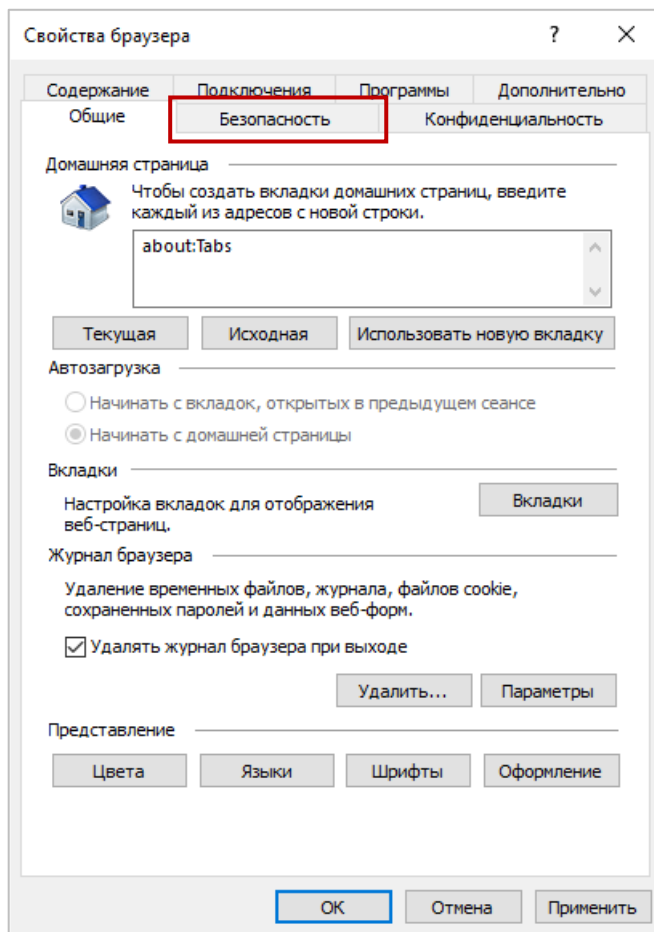 Свойства браузера
Содержание Подключения Программы Дополнительно
Общие Безопасность Конфиденциальность
Домашняя страница
Чтобы создать вкладки домашних страниц, введите
каждый из адресов с новой строки.
about:Tabs
Текущая Исходная Использовать новую вкладку
Автозагрузка
Начинать с вкладок, открытых в предыдущем сеансе
Начинать с домашней страницы
Вкладки
Настройка вкладок для отображения
веб-страниц.
Вкладки
Журнал браузера
Удаление временных файлов, журнала, файлов cookie,
сохраненных паролей и данных веб-форм.
Удалять журнал браузера при выходе
Удалить... Параметры
Представление
Цвета Языки Шрифты Оформление
ОК Отмена Применить